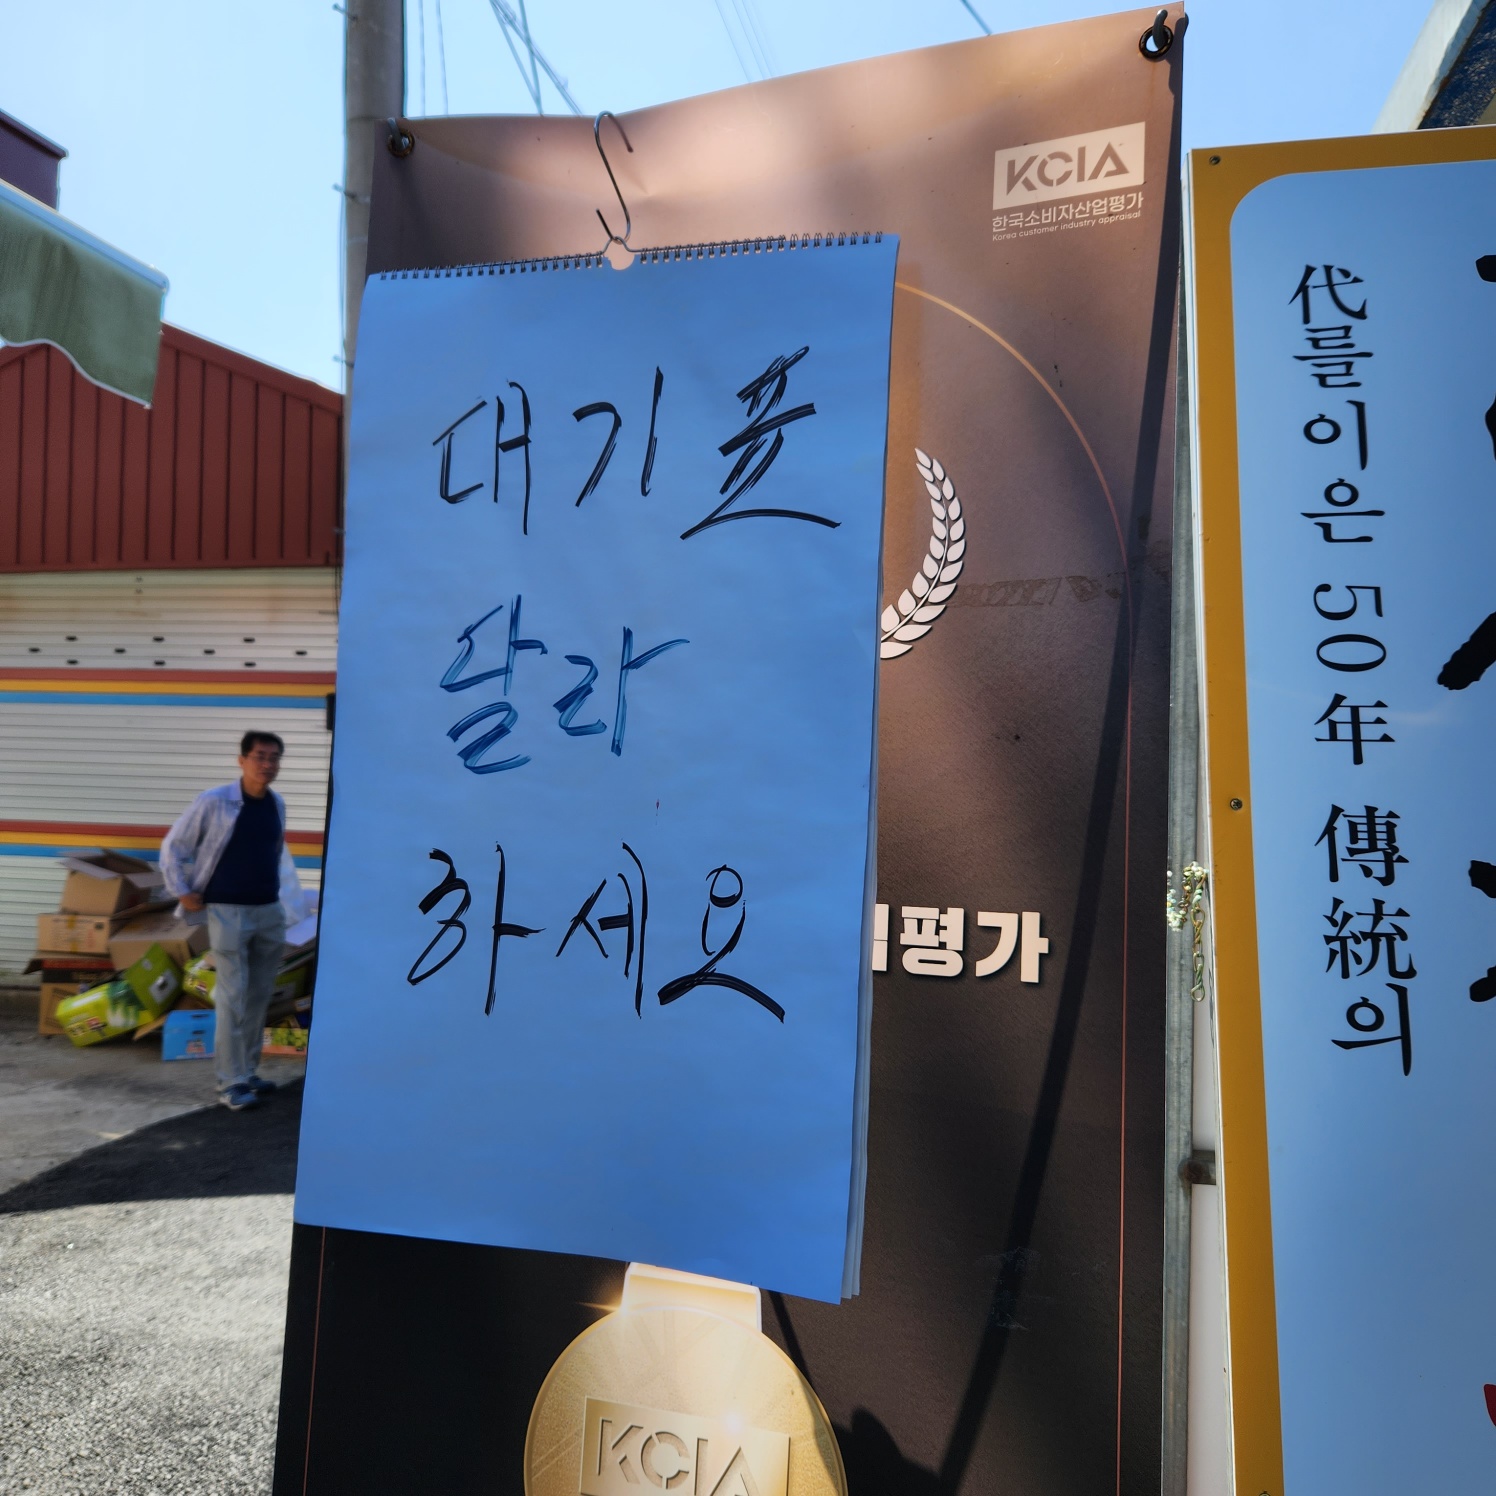 KCIA
한국소비자산업평가
Korea customer industry appraisal
대기표
달라
하세요
평가
KCIA
代를이은 50年 傳統의